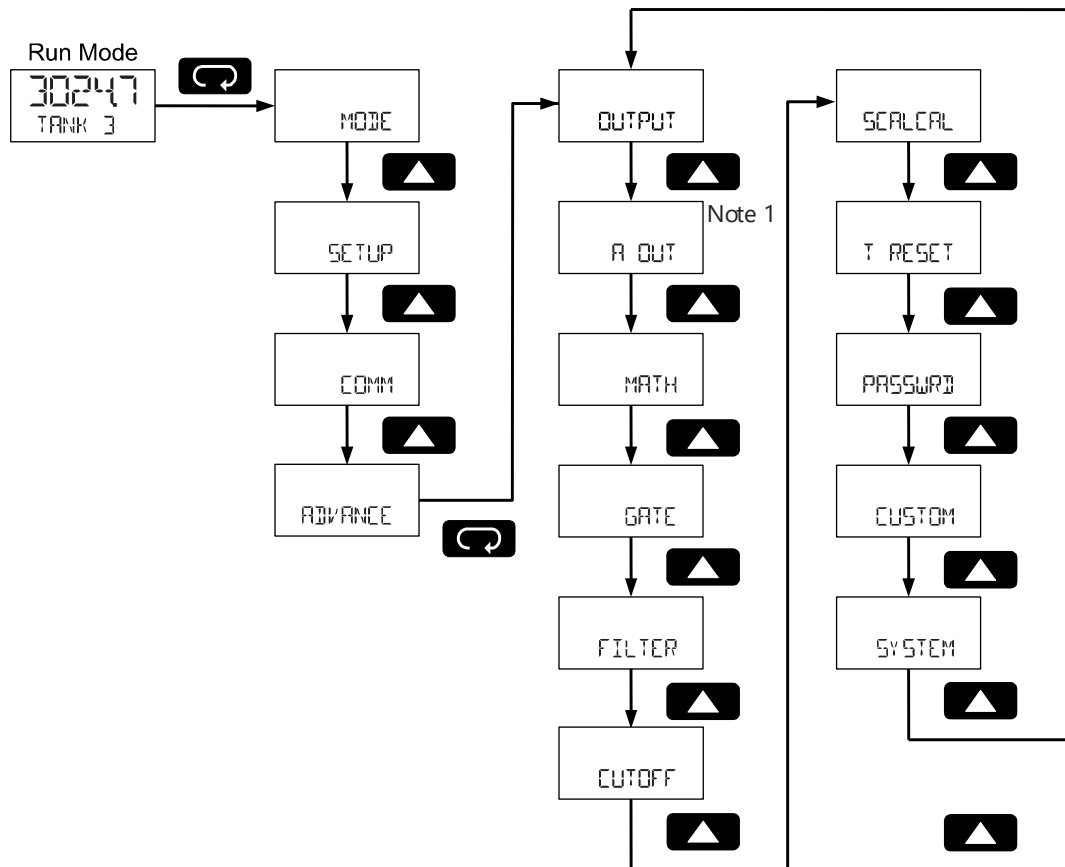 Run Mode
30247
TANK 3
MODE
SETUP
COMM
ADVANCE
OUTPUT
Note 1
A OUT
MATH
GATE
FILTER
CUTOFF
SCALCAL
T RESET
PASSWRD
CUSTOM
SYSTEM